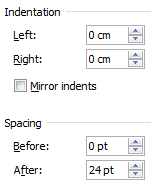 Indentation
Left: 0 cm
Right: 0 cm
Mirror indents
Spacing
Before: 0 pt
After: 24 pt